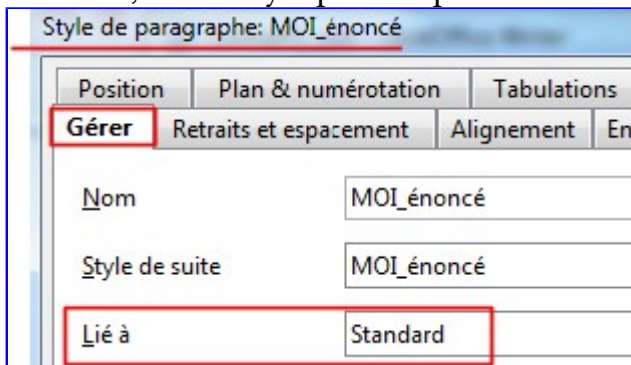 Style de paragraphe: MOI_énoncé
Position Plan & numérotation Tabulations
Gérer Retraits et espacement Alignement En
Nom MOI_énoncé
Style de suite MOI_énoncé
Lié à Standard